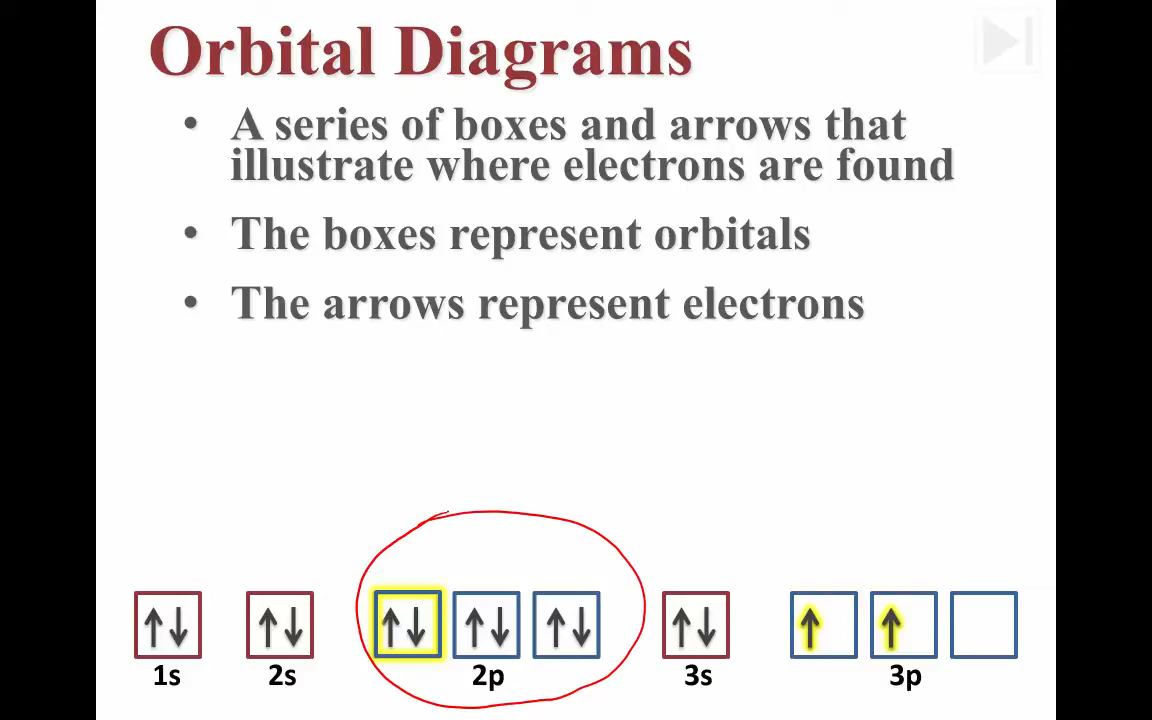 Orbital Diagrams
• A series of boxes and arrows that
illustrate where electrons are found
• The boxes represent orbitals
• The arrows represent electrons
1s 2s 2p 3s 3p